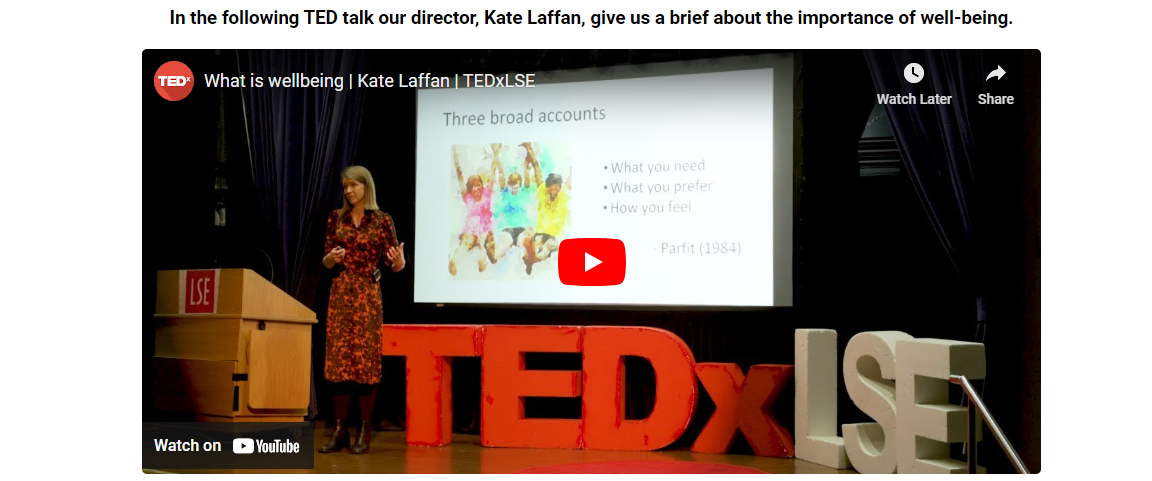 In the following TED talk our director, Kate Laffan, give us a brief about the importance of well-being.
TEDx
What is wellbeing | Kate Laffan | TEDxLSE
Watch Later
Share
Three broad accounts
• What you need
• What you prefer
• How you feel
- Parfit (1984)
LSE
TEDxLSE
Watch on YouTube